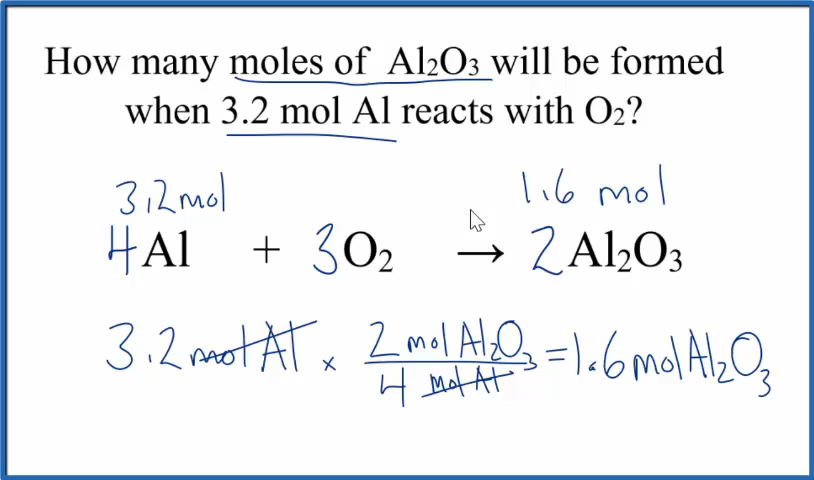 How many moles of Al₂O₃ will be formed
when 3.2 mol Al reacts with O₂?
3.2 mol 1.6 mol
4Al + 3O₂ → 2Al₂O₃
3.2 mol Al × 2 mol Al₂O₃ / 4 mol Al = 1.6 mol Al₂O₃